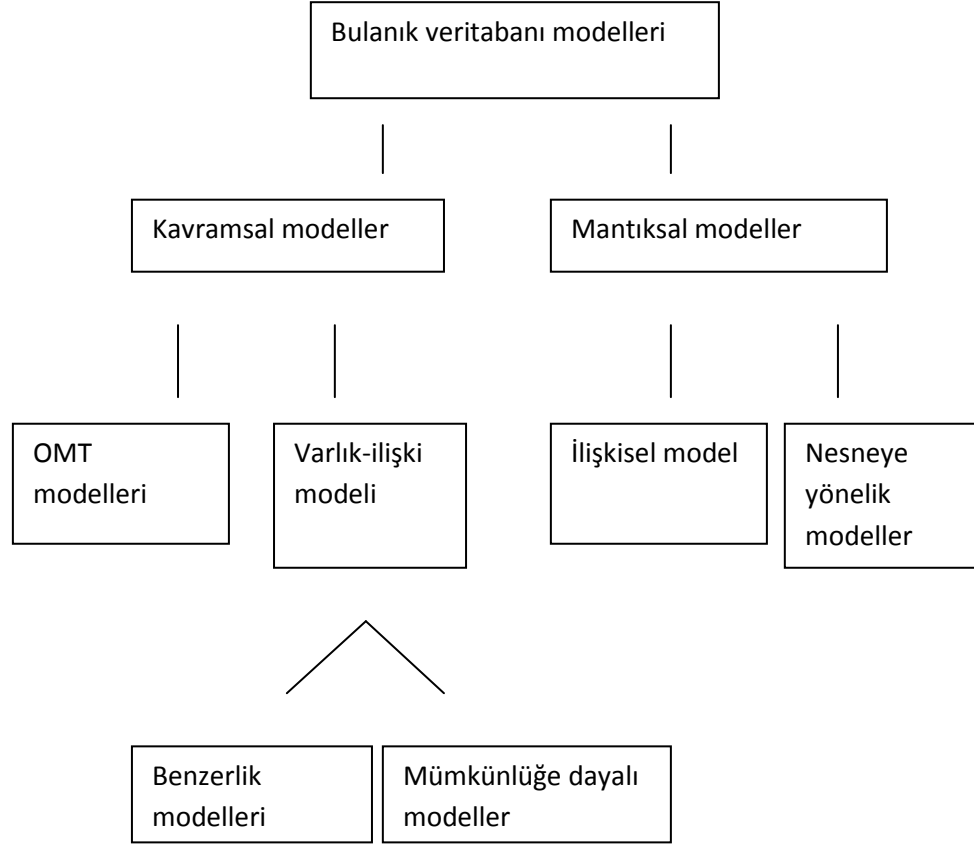 Bulanık veritabanı modelleri
Kavramsal modeller
Mantıksal modeller
OMT
modelleri
Varlık-ilişki
modeli
İlişkisel model
Nesneye
yönelik
modeller
Benzerlik
modelleri
Mümkünlüğe dayalı
modeller